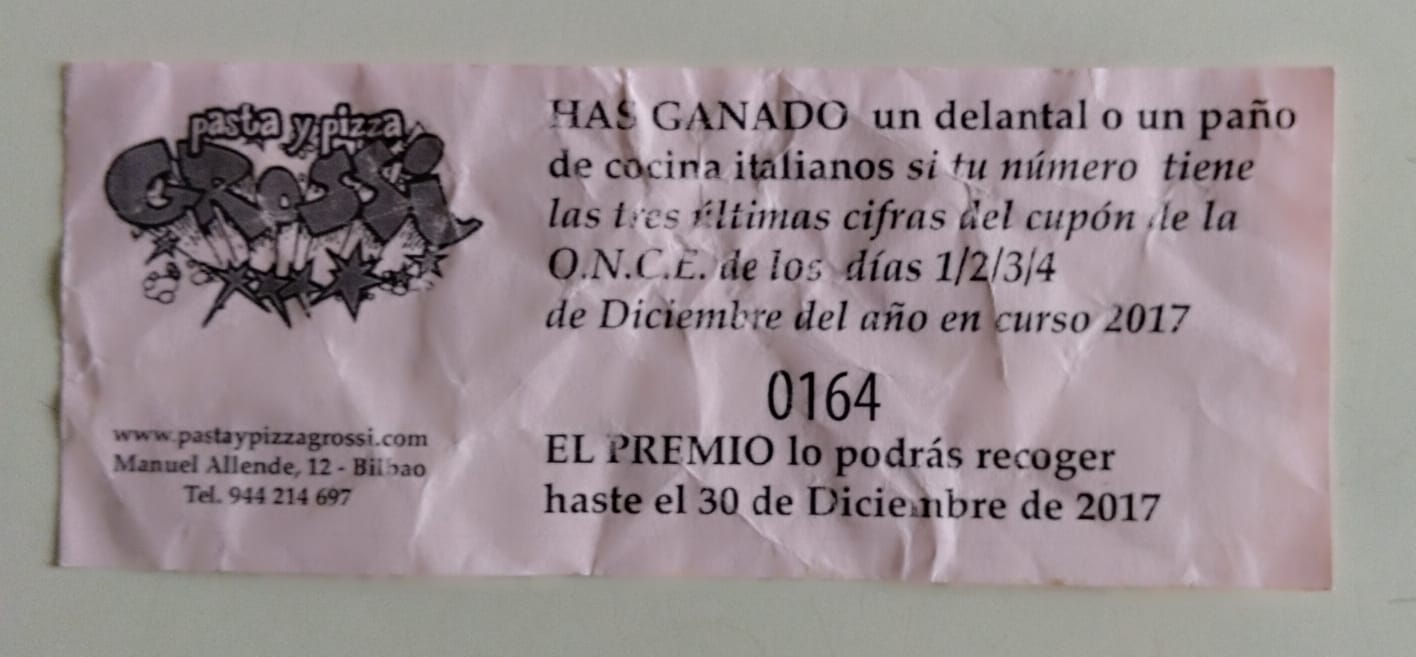 pasta y pizza
GRoSSi
www.pastaypizzagrossi.com
Manuel Allende, 12 - Bilbao
Tel. 944 214 697
HAS GANADO un delantal o un paño
de cocina italianos si tu número tiene
las tres últimas cifras del cupón de la
O.N.C.E. de los días 1/2/3/4
de Diciembre del año en curso 2017
0164
EL PREMIO lo podrás recoger
haste el 30 de Diciembre de 2017